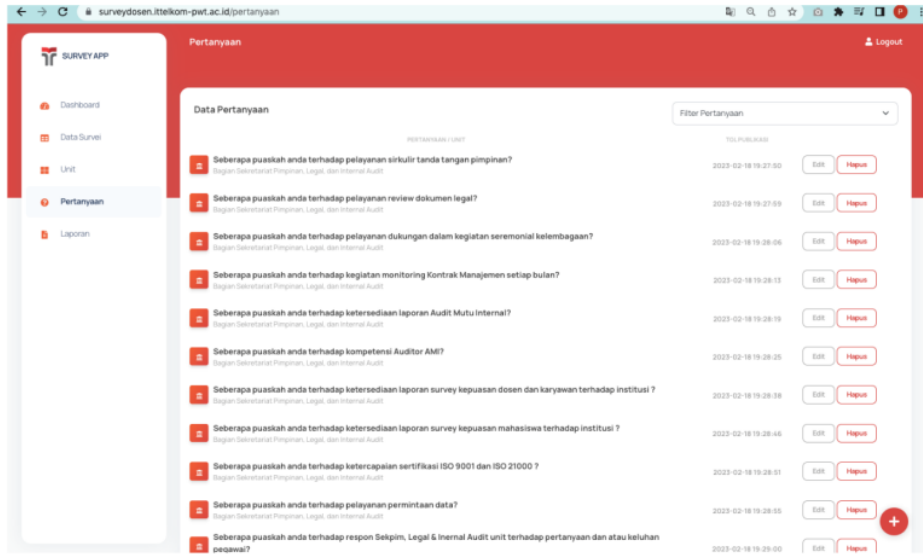 surveydosen.ittelkom-pwt.ac.id/pertanyaan
P
SURVEY APP
Pertanyaan
Logout
Dashboard
Data Survei
Unit
Pertanyaan
Laporan
Data Pertanyaan
Filter Pertanyaan
PERTANYAAN / UNIT TGL PUBLIKASI
Seberapa puaskah anda terhadap pelayanan sirkulir tanda tangan pimpinan?
Bagian Sekretariat Pimpinan, Legal, dan Internal Audit
2023-02-18 19:27:50 Edit Hapus
Seberapa puaskah anda terhadap pelayanan review dokumen legal?
Bagian Sekretariat Pimpinan, Legal, dan Internal Audit
2023-02-18 19:27:59 Edit Hapus
Seberapa puaskah anda terhadap pelayanan dukungan dalam kegiatan seremonial kelembagaan?
Bagian Sekretariat Pimpinan, Legal, dan Internal Audit
2023-02-18 19:28:06 Edit Hapus
Seberapa puaskah anda terhadap kegiatan monitoring Kontrak Manajemen setiap bulan?
Bagian Sekretariat Pimpinan, Legal, dan Internal Audit
2023-02-18 19:28:13 Edit Hapus
Seberapa puaskah anda terhadap ketersediaan laporan Audit Mutu Internal?
Bagian Sekretariat Pimpinan, Legal, dan Internal Audit
2023-02-18 19:28:19 Edit Hapus
Seberapa puaskah anda terhadap kompetensi Auditor AMI?
Bagian Sekretariat Pimpinan, Legal, dan Internal Audit
2023-02-18 19:28:25 Edit Hapus
Seberapa puaskah anda terhadap ketersediaan laporan survey kepuasan dosen dan karyawan terhadap institusi ?
Bagian Sekretariat Pimpinan, Legal, dan Internal Audit
2023-02-18 19:28:38 Edit Hapus
Seberapa puaskah anda terhadap ketersediaan laporan survey kepuasan mahasiswa terhadap institusi ?
Bagian Sekretariat Pimpinan, Legal, dan Internal Audit
2023-02-18 19:28:46 Edit Hapus
Seberapa puaskah anda terhadap ketercapaian sertifikasi ISO 9001 dan ISO 21000 ?
Bagian Sekretariat Pimpinan, Legal, dan Internal Audit
2023-02-18 19:28:51 Edit Hapus
Seberapa puaskah anda terhadap pelayanan permintaan data?
Bagian Sekretariat Pimpinan, Legal, dan Internal Audit
2023-02-18 19:28:55 Edit Hapus
Seberapa puaskah anda terhadap respon Sekpim, Legal & Inernal Audit unit terhadap pertanyaan dan atau keluhan
pegawai?
2023-02-18 19:29:00 Edit Hapus